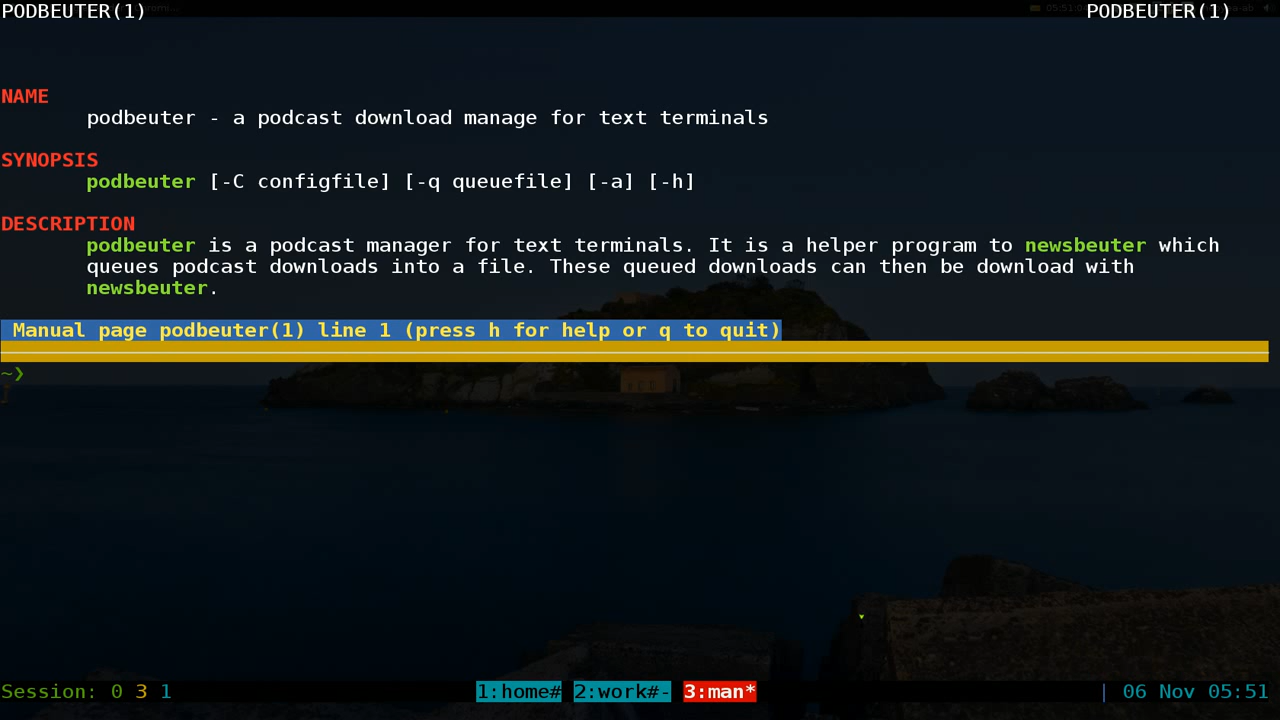 PODBEUTER(1) PODBEUTER(1)
NAME
podbeuter - a podcast download manage for text terminals
SYNOPSIS
podbeuter [-C configfile] [-q queuefile] [-a] [-h]
DESCRIPTION
podbeuter is a podcast manager for text terminals. It is a helper program to newsbeuter which
queues podcast downloads into a file. These queued downloads can then be download with
newsbeuter.
Manual page podbeuter(1) line 1 (press h for help or q to quit)
~❯
Session: 0 3 1 1:home# 2:work#- 3:man* | 06 Nov 05:51